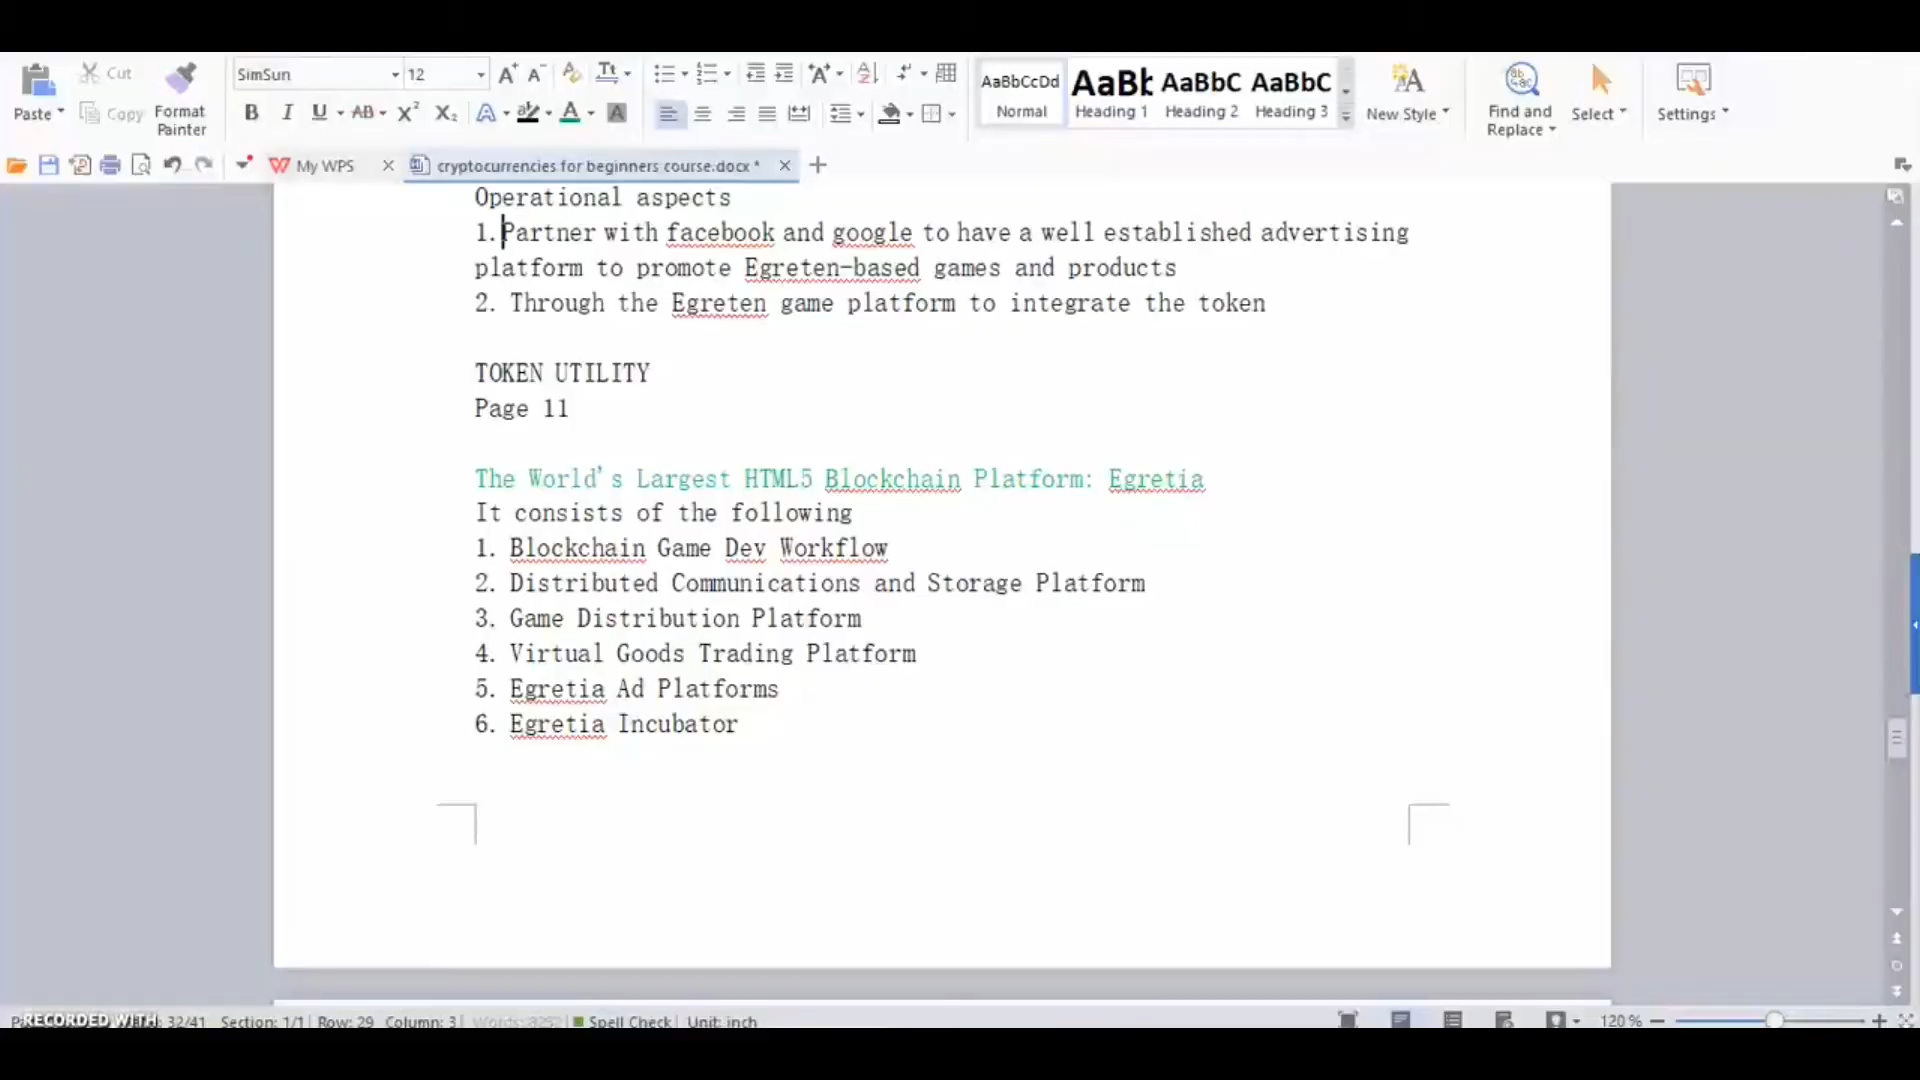 Paste
Cut
Copy
Format
Painter
SimSun
12
AaBbCcDd
Normal
AaBb
Heading 1
AaBbC
Heading 2
AaBbC
Heading 3
New Style
Find and
Replace
Select
Settings
My WPS
cryptocurrencies for beginners course.docx *
Operational aspects
1. Partner with facebook and google to have a well established advertising
platform to promote Egreten-based games and products
2. Through the Egreten game platform to integrate the token
TOKEN UTILITY
Page 11
The World's Largest HTML5 Blockchain Platform: Egretia
It consists of the following
1. Blockchain Game Dev Workflow
2. Distributed Communications and Storage Platform
3. Game Distribution Platform
4. Virtual Goods Trading Platform
5. Egretia Ad Platforms
6. Egretia Incubator
RECORDED WITH
32/41 Section: 1/1 Row: 29 Column: 3 Spell Check Unit: inch 120 %